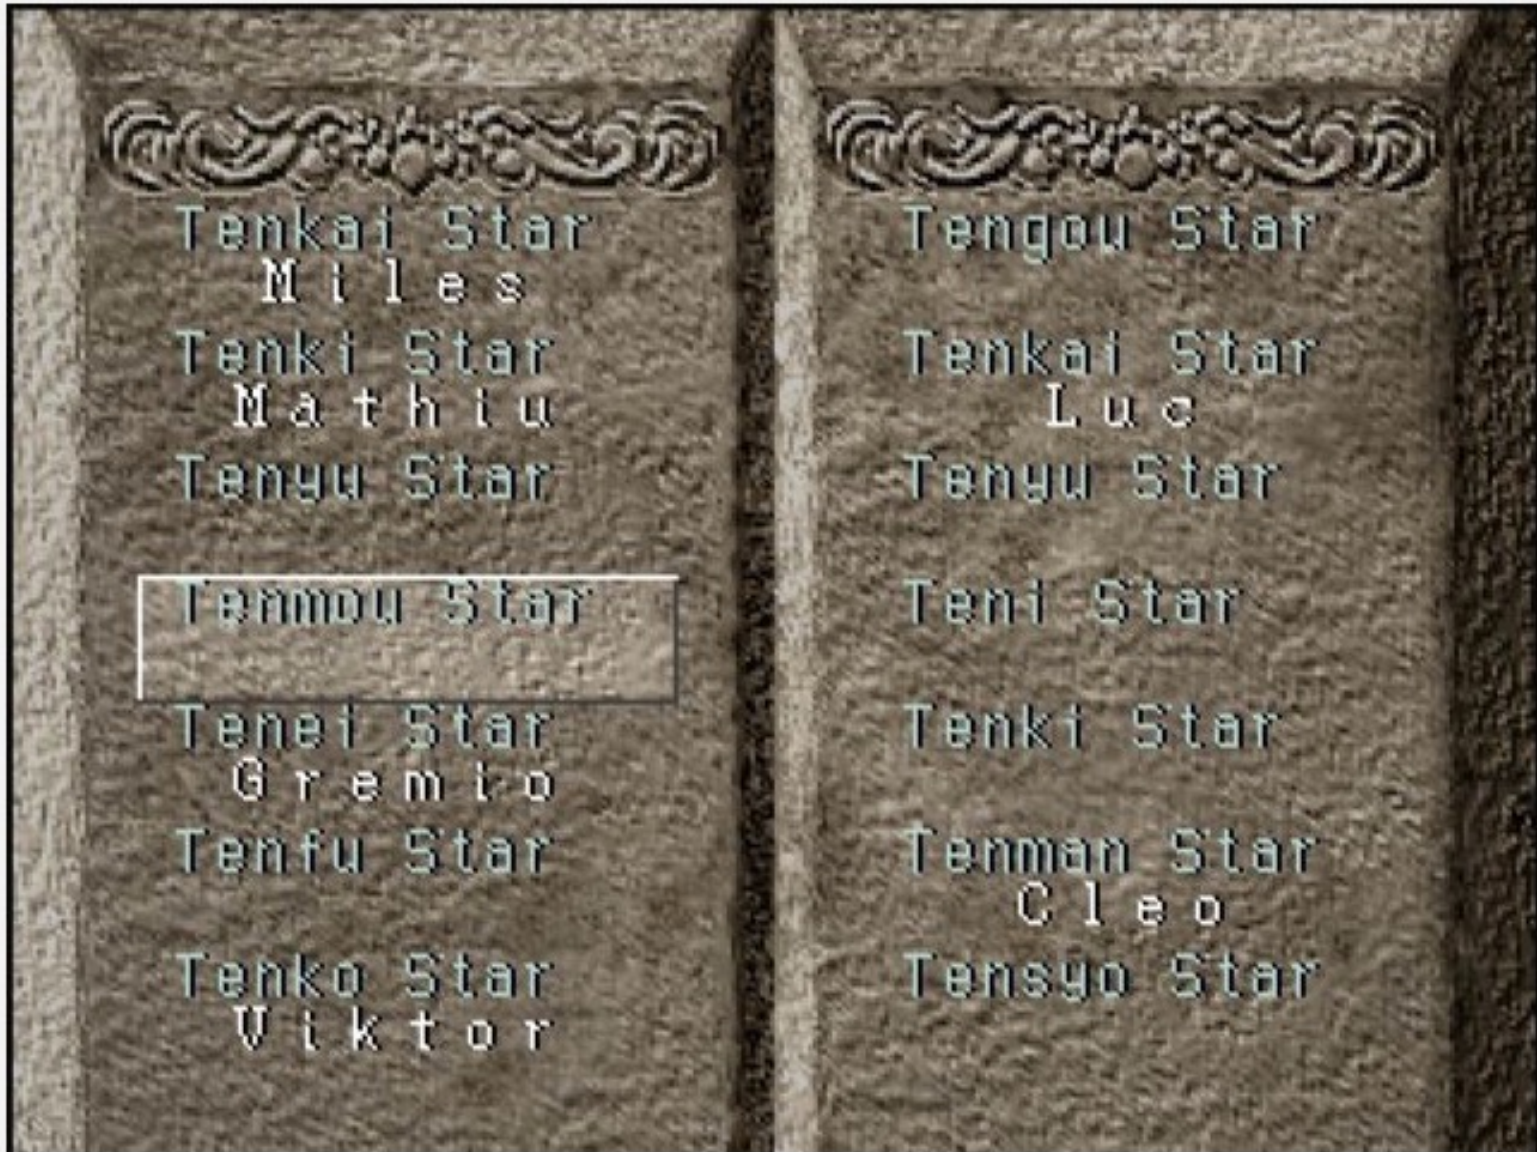 Tenkai Star
Miles
Tenki Star
Mathiu
Tenyu Star
Tenmou Star
Tenei Star
Gremio
Tenfu Star
Tenko Star
Viktor
Tengou Star
Tenkai Star
Luc
Tenyu Star
Teni Star
Tenki Star
Tenman Star
Cleo
Tensyo Star